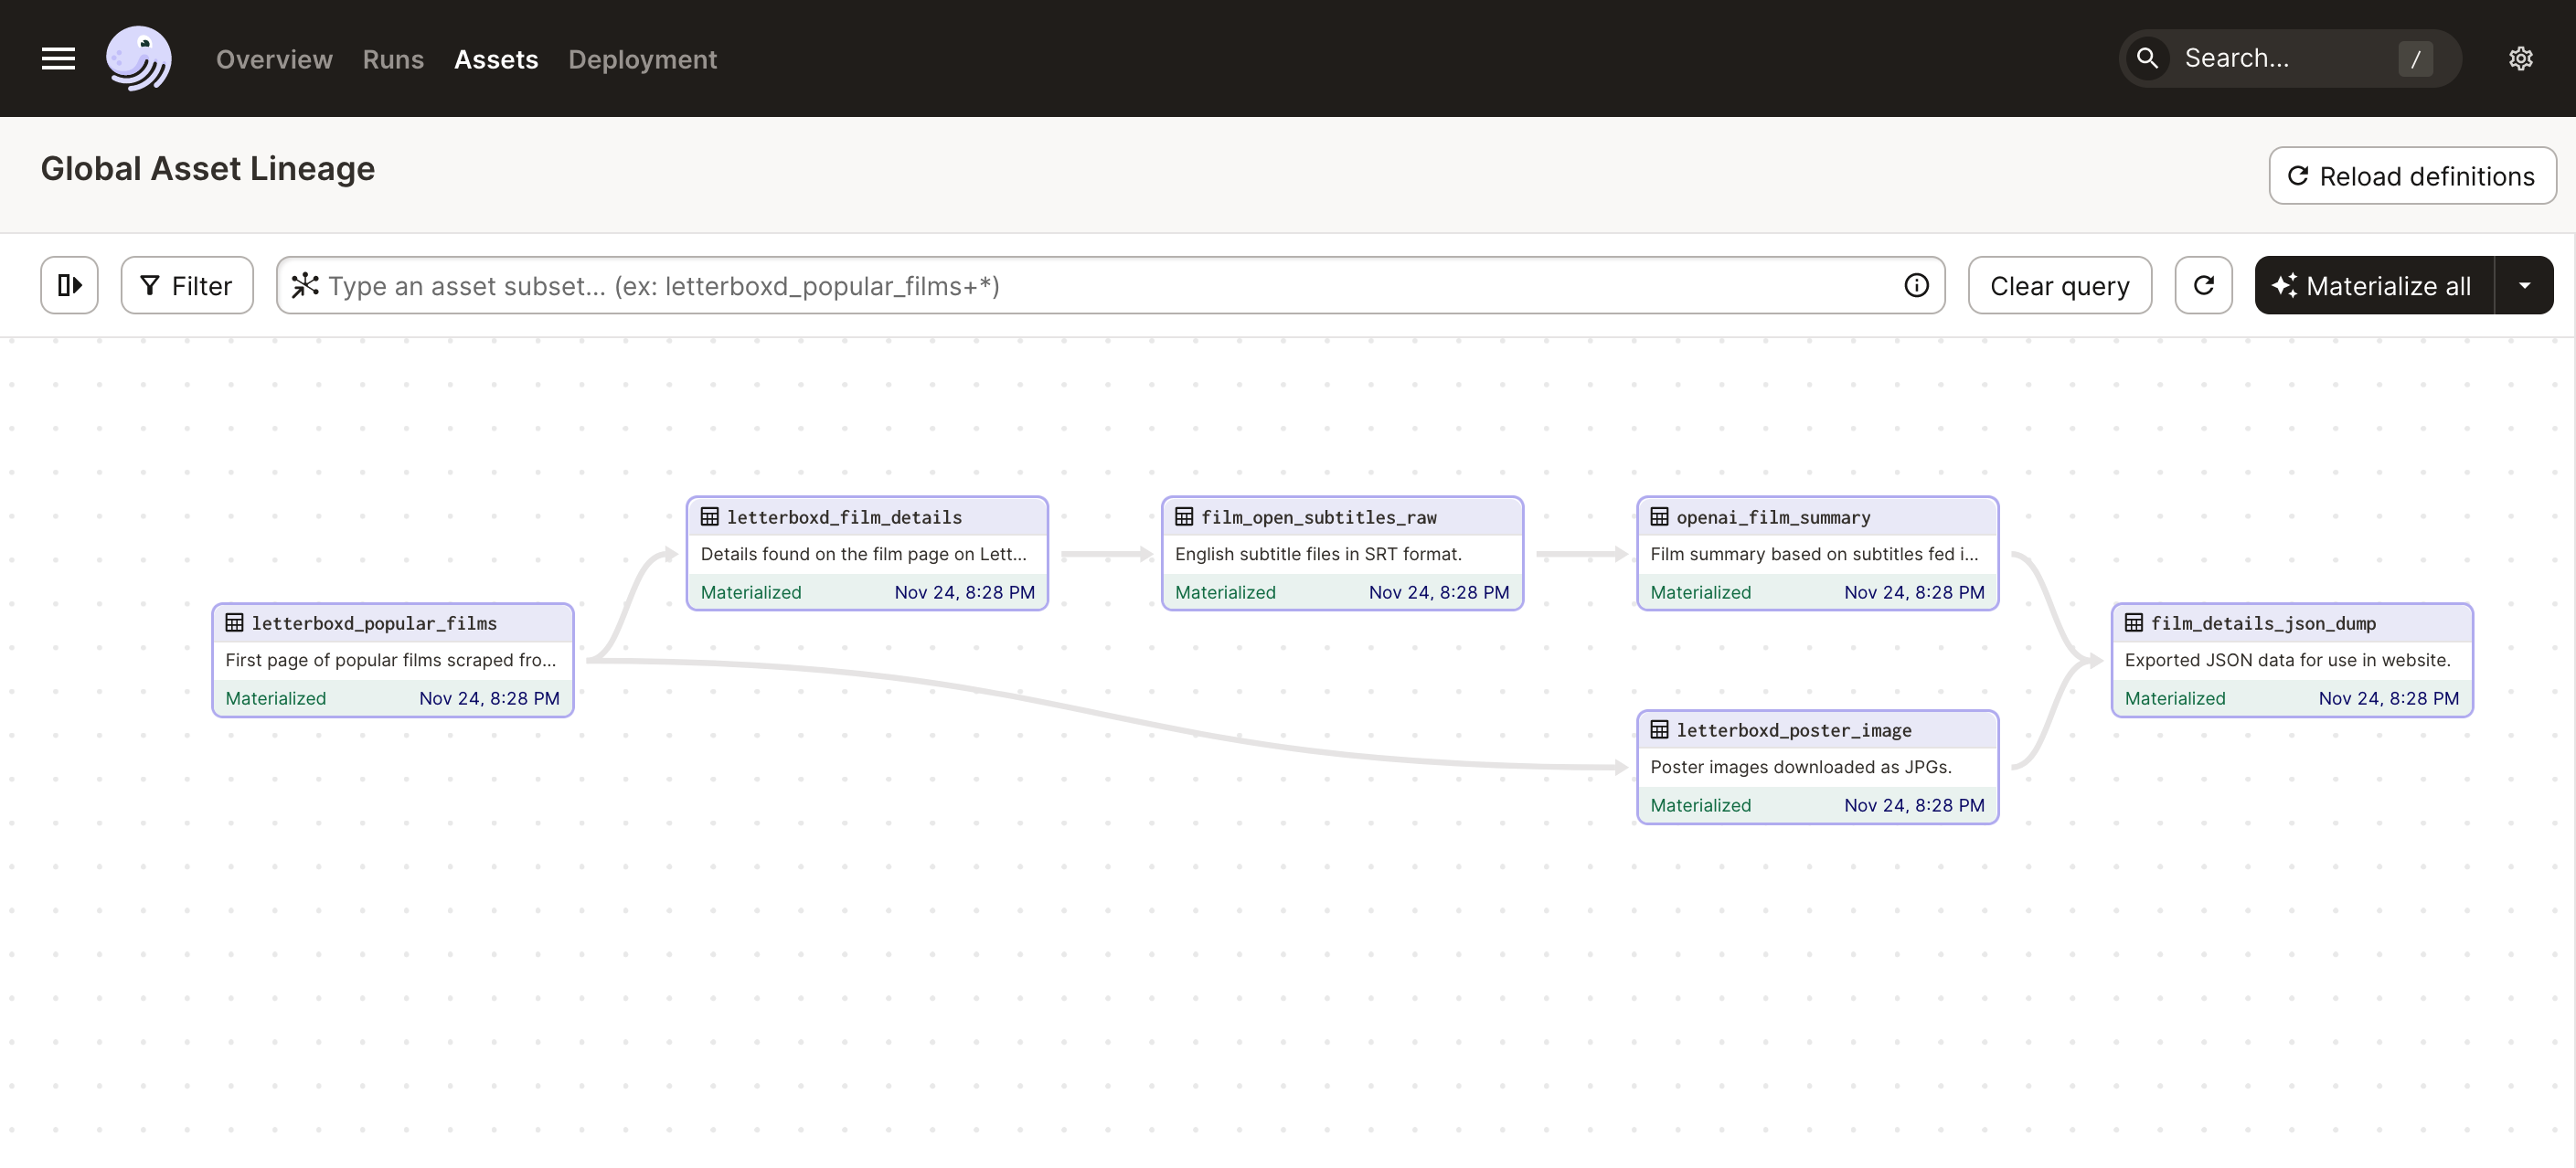 Overview Runs Assets Deployment Search... /
Global Asset Lineage
Reload definitions
Filter
Type an asset subset... (ex: letterboxd_popular_films+*)
Clear query
Materialize all
letterboxd_popular_films
First page of popular films scraped fro...
Materialized Nov 24, 8:28 PM
letterboxd_film_details
Details found on the film page on Lett...
Materialized Nov 24, 8:28 PM
film_open_subtitles_raw
English subtitle files in SRT format.
Materialized Nov 24, 8:28 PM
openai_film_summary
Film summary based on subtitles fed i...
Materialized Nov 24, 8:28 PM
letterboxd_poster_image
Poster images downloaded as JPGs.
Materialized Nov 24, 8:28 PM
film_details_json_dump
Exported JSON data for use in website.
Materialized Nov 24, 8:28 PM